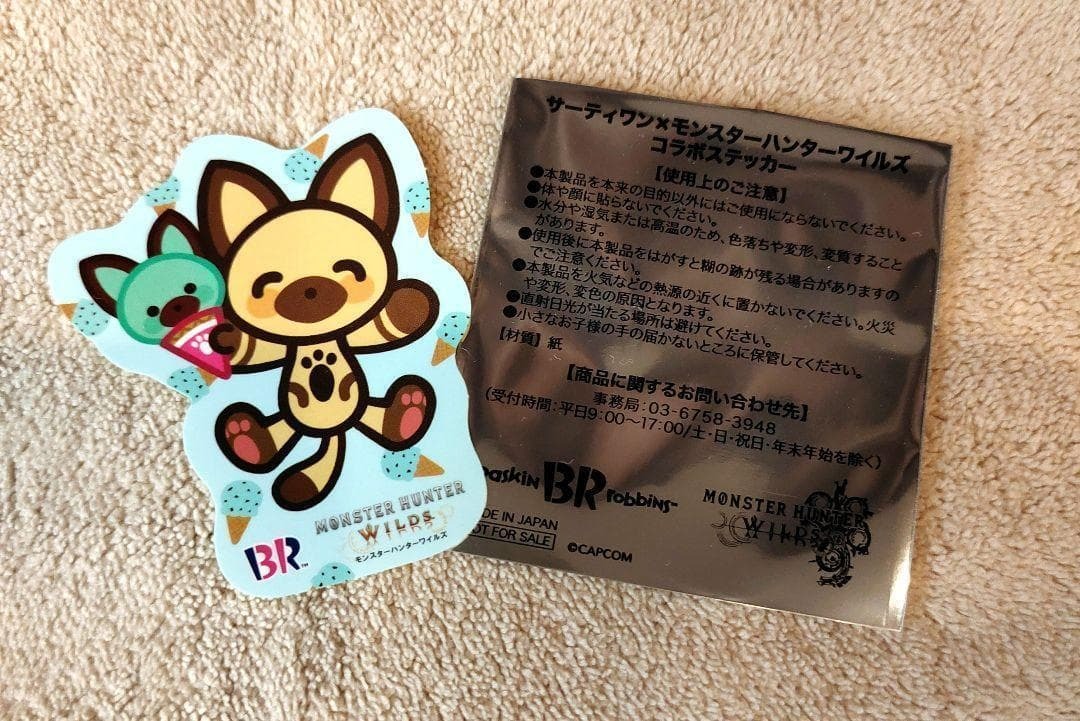 MONSTER HUNTER
WILDS
モンスターハンターワイルズ
BR™
サーティワン×モンスターハンターワイルズ
コラボステッカー
【使用上のご注意】
●本製品を本来の目的以外にはご使用にならないでください。
●体や顔に貼らないでください。
●水分や湿気または高温のため、色落ちや変形、変質すること
があります。
●使用後に本製品をはがすと糊の跡が残る場合がありますの
でご注意ください。
●本製品を火気などの熱源の近くに置かないでください。火災
や変形、変色の原因となります。
●直射日光が当たる場所は避けてください。
●小さなお子様の手の届かないところに保管してください。
【材質】紙
【商品に関するお問い合わせ先】
事務局:03-6758-3948
(受付時間:平日9:00〜17:00/土・日・祝日・年末年始を除く)
baskin BR robbins™
MADE IN JAPAN
NOT FOR SALE
©CAPCOM
MONSTER HUNTER
WILDS